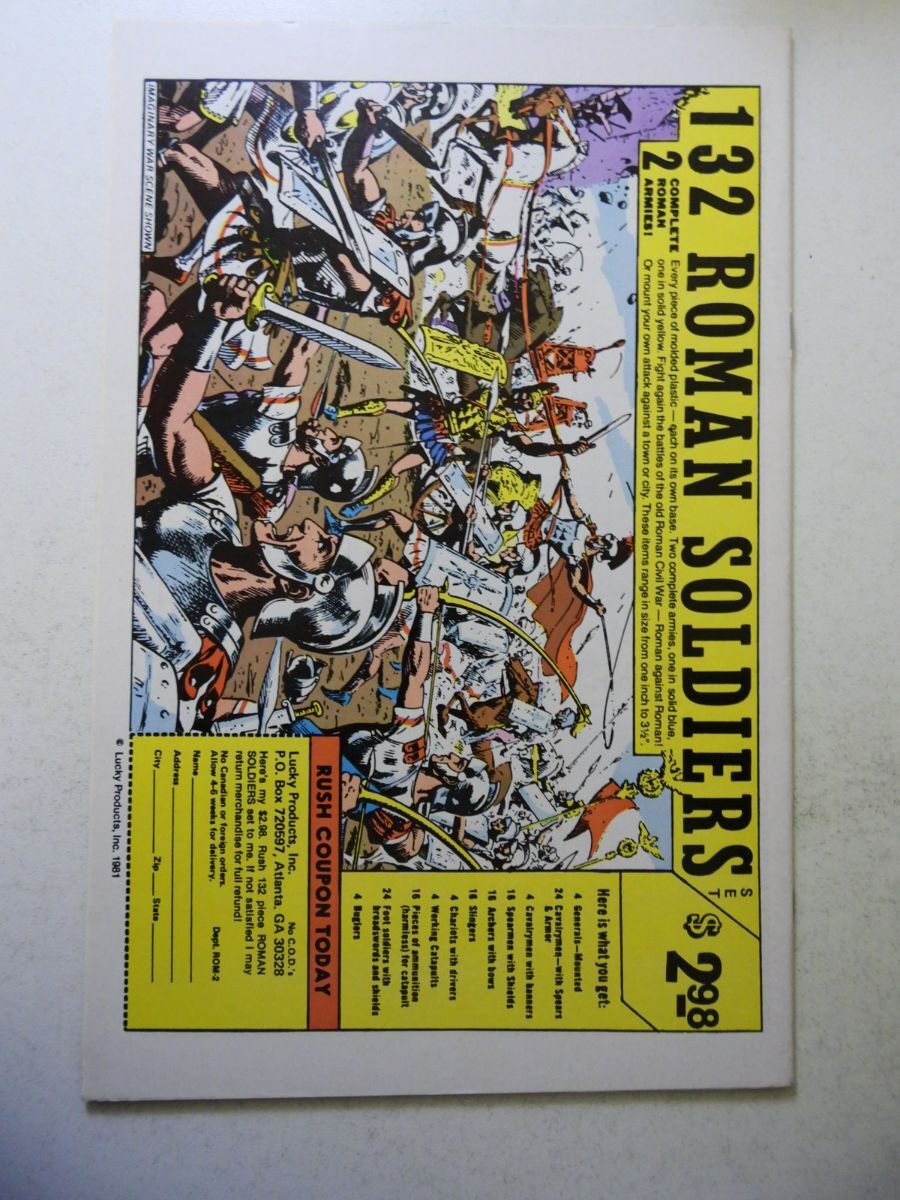 132 ROMAN SOLDIERS SET $2.98
2 COMPLETE
ROMAN
ARMIES!
Every piece of molded plastic — each on its own base. Two complete armies, one in solid blue,
one in solid yellow. Fight again the battles of the old Roman Civil War — Roman against Roman!
Or mount your own attack against a town or city. These items range in size from one inch to 3½".
IMAGINARY WAR SCENE SHOWN
Here is what you get:
4 Generals—Mounted
24 Cavalrymen—with Spears
& Armor
4 Cavalrymen with banners
16 Spearmen with Shields
16 Archers with bows
16 Slingers
4 Chariots with drivers
4 Working Catapults
16 Pieces of ammunition
(harmless) for catapult
24 Foot soldiers with
broadswords and shields
4 Buglers
RUSH COUPON TODAY
Lucky Products, Inc. No C.O.D.'s
P.O. Box 720597, Atlanta, GA 30328
Here's my $2.98. Rush 132 piece ROMAN
SOLDIERS set to me. If not satisfied I may
return merchandise for full refund!
No Canadian or foreign orders.
Allow 4-6 weeks for delivery. Dept. ROM-2
Name
Address
City Zip State
© Lucky Products, Inc. 1981